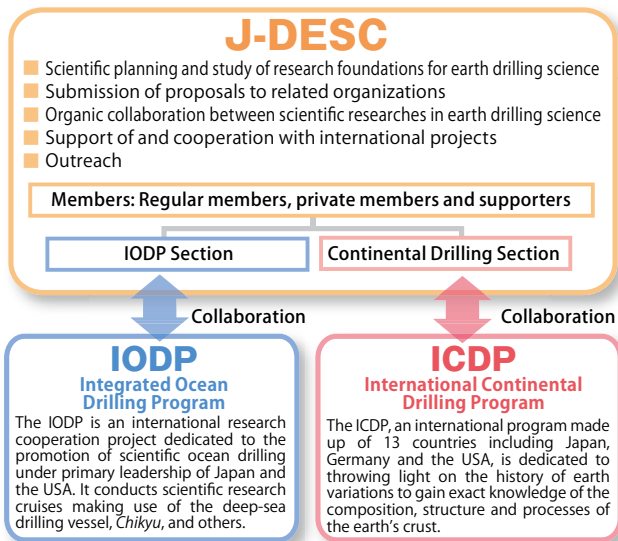 J-DESC
Scientific planning and study of research foundations for earth drilling science
Submission of proposals to related organizations
Organic collaboration between scientific researches in earth drilling science
Support of and cooperation with international projects
Outreach
Members: Regular members, private members and supporters
IODP Section
Continental Drilling Section
Collaboration
Collaboration
IODP
Integrated Ocean
Drilling Program
The IODP is an international research
cooperation project dedicated to the
promotion of scientific ocean drilling
under primary leadership of Japan and
the USA. It conducts scientific research
cruises making use of the deep-sea
drilling vessel, Chikyu, and others.
ICDP
International Continental
Drilling Program
The ICDP, an international program made
up of 13 countries including Japan,
Germany and the USA, is dedicated to
throwing light on the history of earth
variations to gain exact knowledge of the
composition, structure and processes of
the earth's crust.